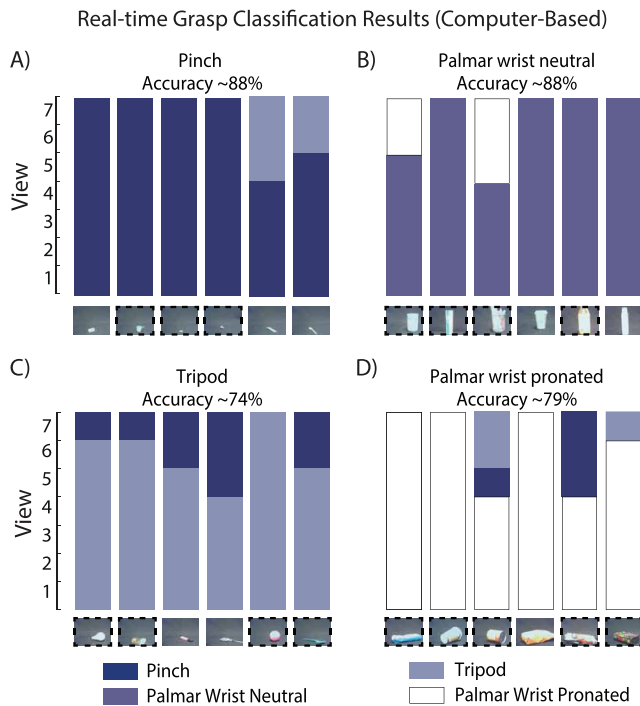 Real-time Grasp Classification Results (Computer-Based)
A)
Pinch
Accuracy ~88%
7
6
5
4
3
2
1
View
B)
Palmar wrist neutral
Accuracy ~88%
C)
Tripod
Accuracy ~74%
7
6
5
4
3
2
1
View
D)
Palmar wrist pronated
Accuracy ~79%
Pinch
Palmar Wrist Neutral
Tripod
Palmar Wrist Pronated